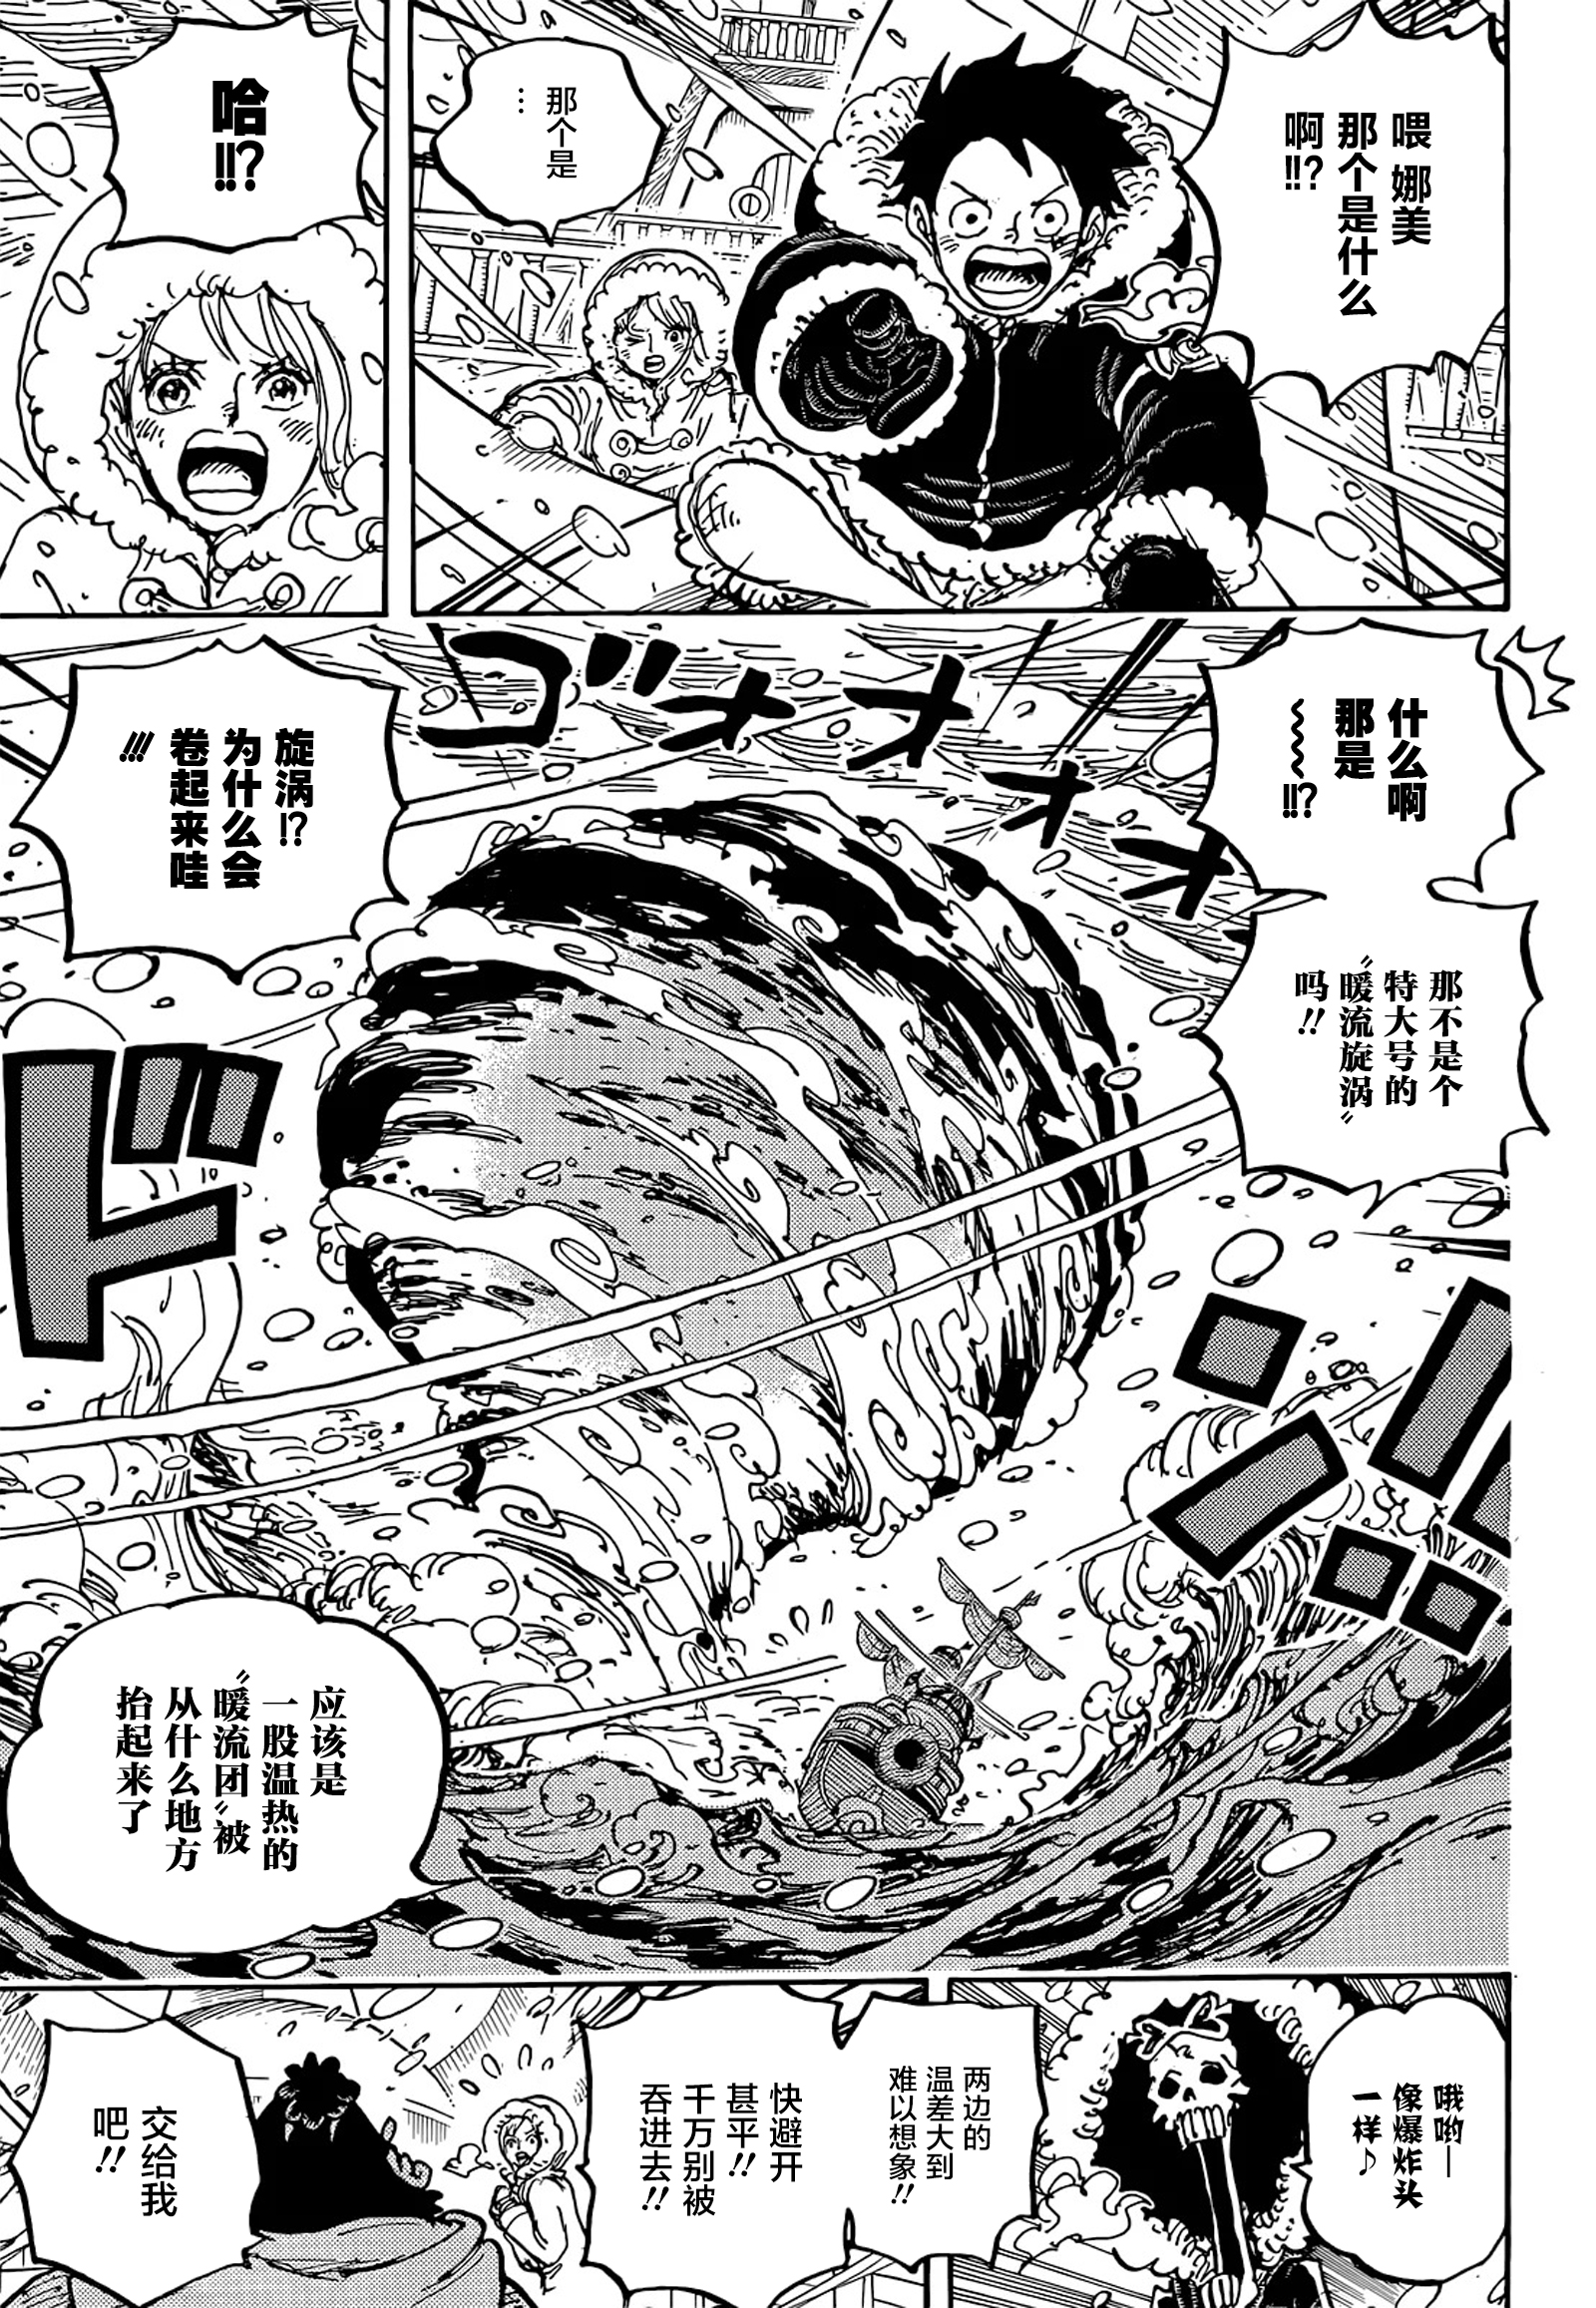 喂 娜美
那个是什么
啊!!?
那个是
…
哈!!?
什么啊
那是
~~~~!!?
那不是个
特大号的
〝暖流旋涡〞
吗!!
旋涡!?
为什么会
卷起来哇
!!!
ゴオオオオ
ドドドド
应该是
一股温热的
〝暖流团〞被
从什么地方
抬起来了
哦哟—
像爆炸头
一样♪
两边的
温差大到
难以想象!!
快避开
甚平!!
千万别被
吞进去!!
交给我
吧!!